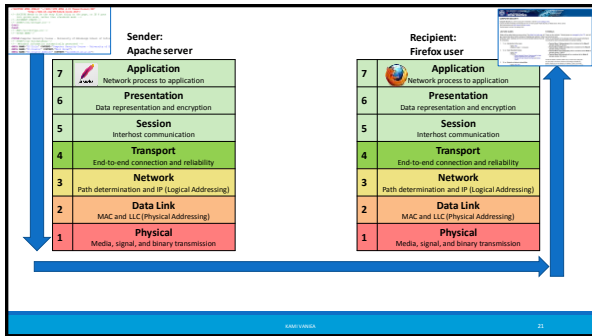 Sender:
Apache server
7
Application
Network process to application
6
Presentation
Data representation and encryption
5
Session
Interhost communication
4
Transport
End-to-end connection and reliability
3
Network
Path determination and IP (Logical Addressing)
2
Data Link
MAC and LLC (Physical Addressing)
1
Physical
Media, signal, and binary transmission
Recipient:
Firefox user
7
Application
Network process to application
6
Presentation
Data representation and encryption
5
Session
Interhost communication
4
Transport
End-to-end connection and reliability
3
Network
Path determination and IP (Logical Addressing)
2
Data Link
MAC and LLC (Physical Addressing)
1
Physical
Media, signal, and binary transmission
KAMI VANIEA
21